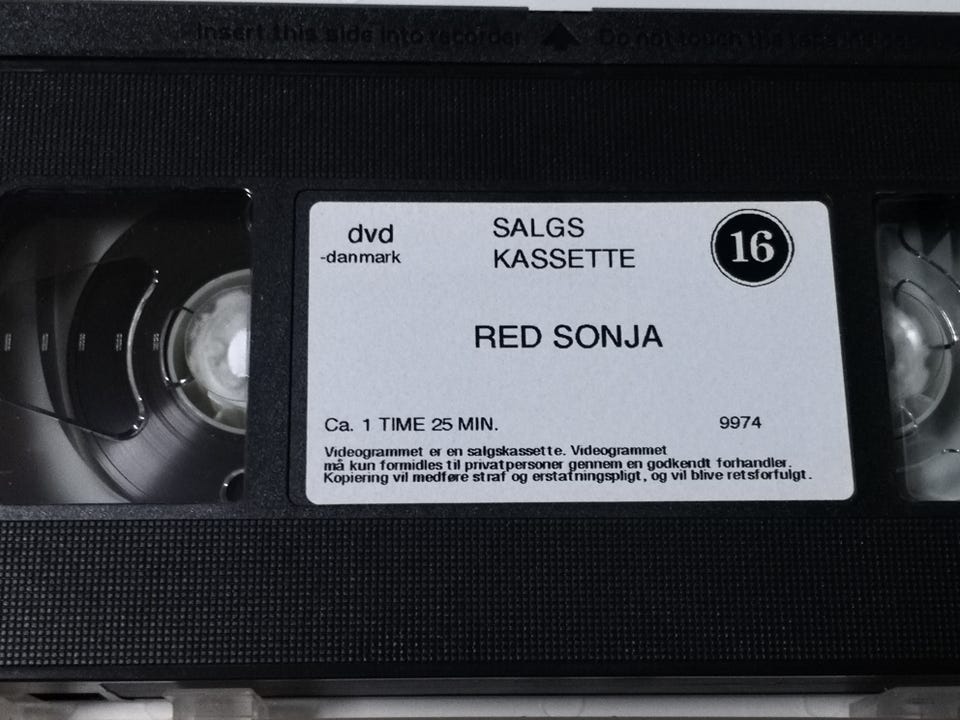 Insert this side into recorder
Do not touch the tape
dvd
-danmark
SALGS
KASSETTE
16
RED SONJA
Ca. 1 TIME 25 MIN.
9974
Videogrammet er en salgskassette. Videogrammet
må kun formidles til privatpersoner gennem en godkendt forhandler.
Kopiering vil medføre straf og erstatningspligt, og vil blive retsforfulgt.